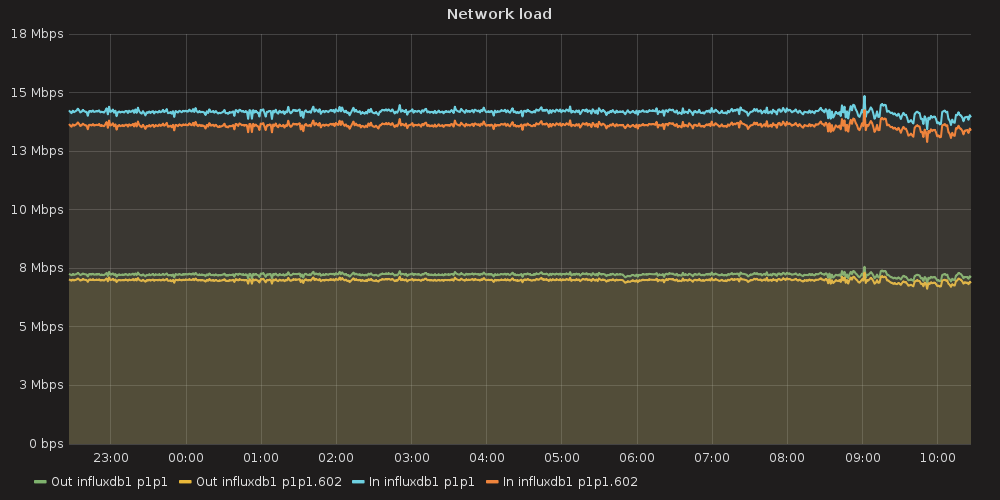 Network load
18 Mbps
15 Mbps
13 Mbps
10 Mbps
8 Mbps
5 Mbps
3 Mbps
0 bps
23:00 00:00 01:00 02:00 03:00 04:00 05:00 06:00 07:00 08:00 09:00 10:00
Out influxdb1 p1p1 Out influxdb1 p1p1.602 In influxdb1 p1p1 In influxdb1 p1p1.602